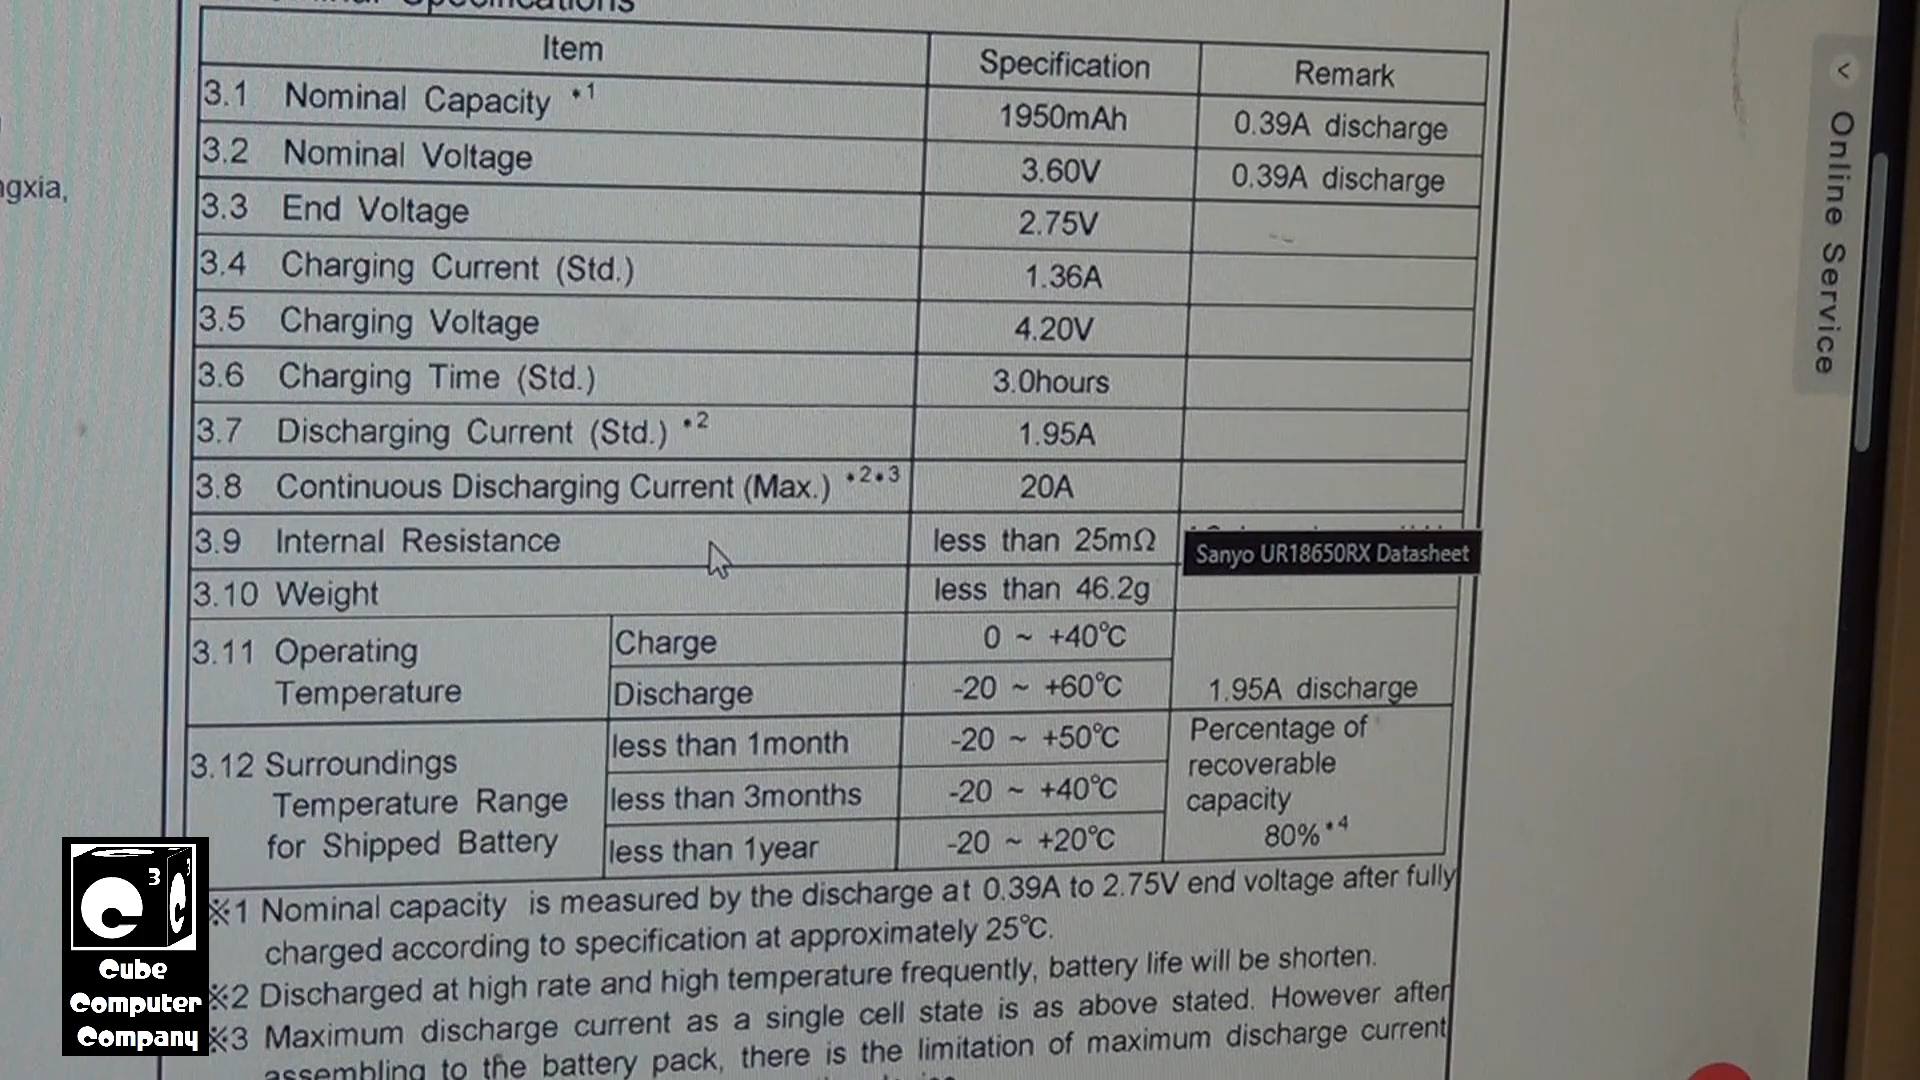 Specifications
Item Specification Remark
3.1 Nominal Capacity *1 1950mAh 0.39A discharge
3.2 Nominal Voltage 3.60V 0.39A discharge
3.3 End Voltage 2.75V
3.4 Charging Current (Std.) 1.36A
3.5 Charging Voltage 4.20V
3.6 Charging Time (Std.) 3.0hours
3.7 Discharging Current (Std.) *2 1.95A
3.8 Continuous Discharging Current (Max.) *2*3 20A
3.9 Internal Resistance less than 25mΩ
Sanyo UR18650RX Datasheet
3.10 Weight less than 46.2g
3.11 Operating Temperature Charge 0 ~ +40℃
Discharge -20 ~ +60℃ 1.95A discharge
3.12 Surroundings Temperature Range for Shipped Battery less than 1month -20 ~ +50℃
less than 3months -20 ~ +40℃
less than 1year -20 ~ +20℃
Percentage of
recoverable
capacity
80%*4
※1 Nominal capacity is measured by the discharge at 0.39A to 2.75V end voltage after fully
charged according to specification at approximately 25℃.
※2 Discharged at high rate and high temperature frequently, battery life will be shorten.
※3 Maximum discharge current as a single cell state is as above stated. However after
assembling to the battery pack, there is the limitation of maximum discharge current
ngxia,
< Online Service
C3 C3
Cube
Computer
Company